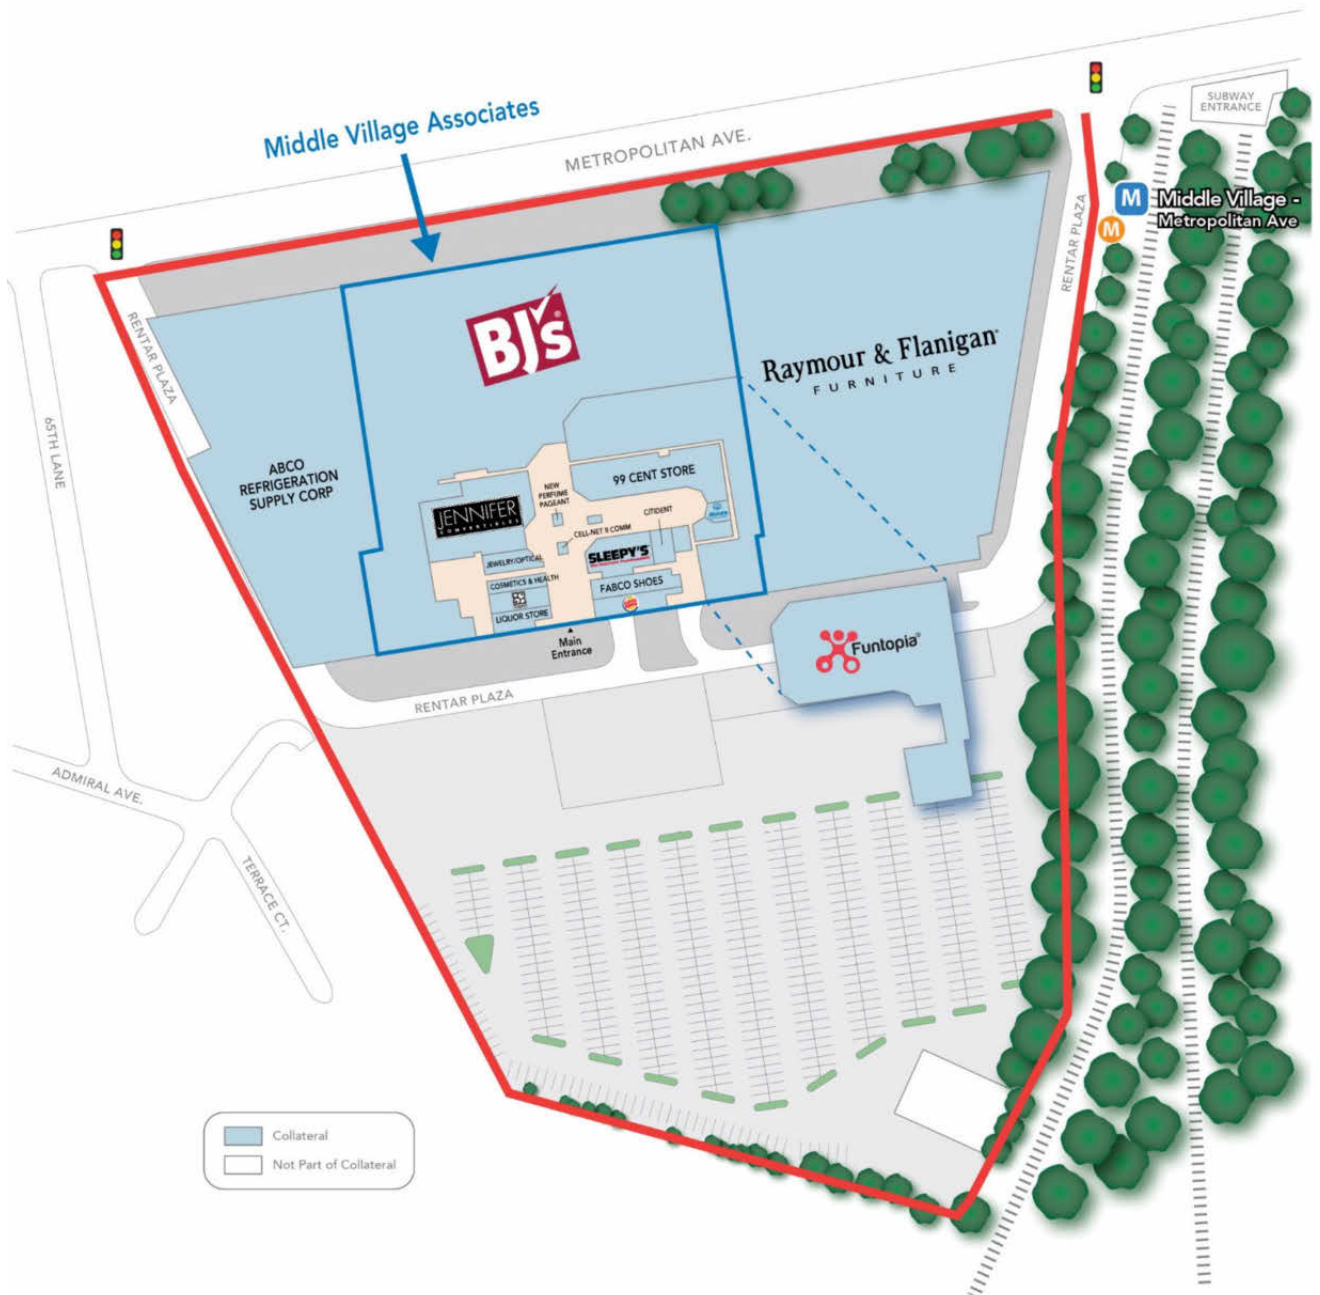 SUBWAY
ENTRANCE
Middle Village Associates
METROPOLITAN AVE.
M
Middle Village -
M
Metropolitan Ave
RENTAR PLAZA
RENTAR PLAZA
BJ's
Raymour & Flanigan
FURNITURE
65TH LANE
ABCO
REFRIGERATION
SUPPLY CORP
99 CENT STORE
NEW
PERFUME
PAGEANT
JENNIFER
CONVERTIBLES
CITIDENT
CELL-NET II COMM
SLEEPY'S
JEWELRY/OPTICAL
COSMETICS & HEALTH
FABCO SHOES
LIQUOR STORE
Main
Entrance
Funtopia
RENTAR PLAZA
ADMIRAL AVE.
TERRACE CT.
Collateral
Not Part of Collateral